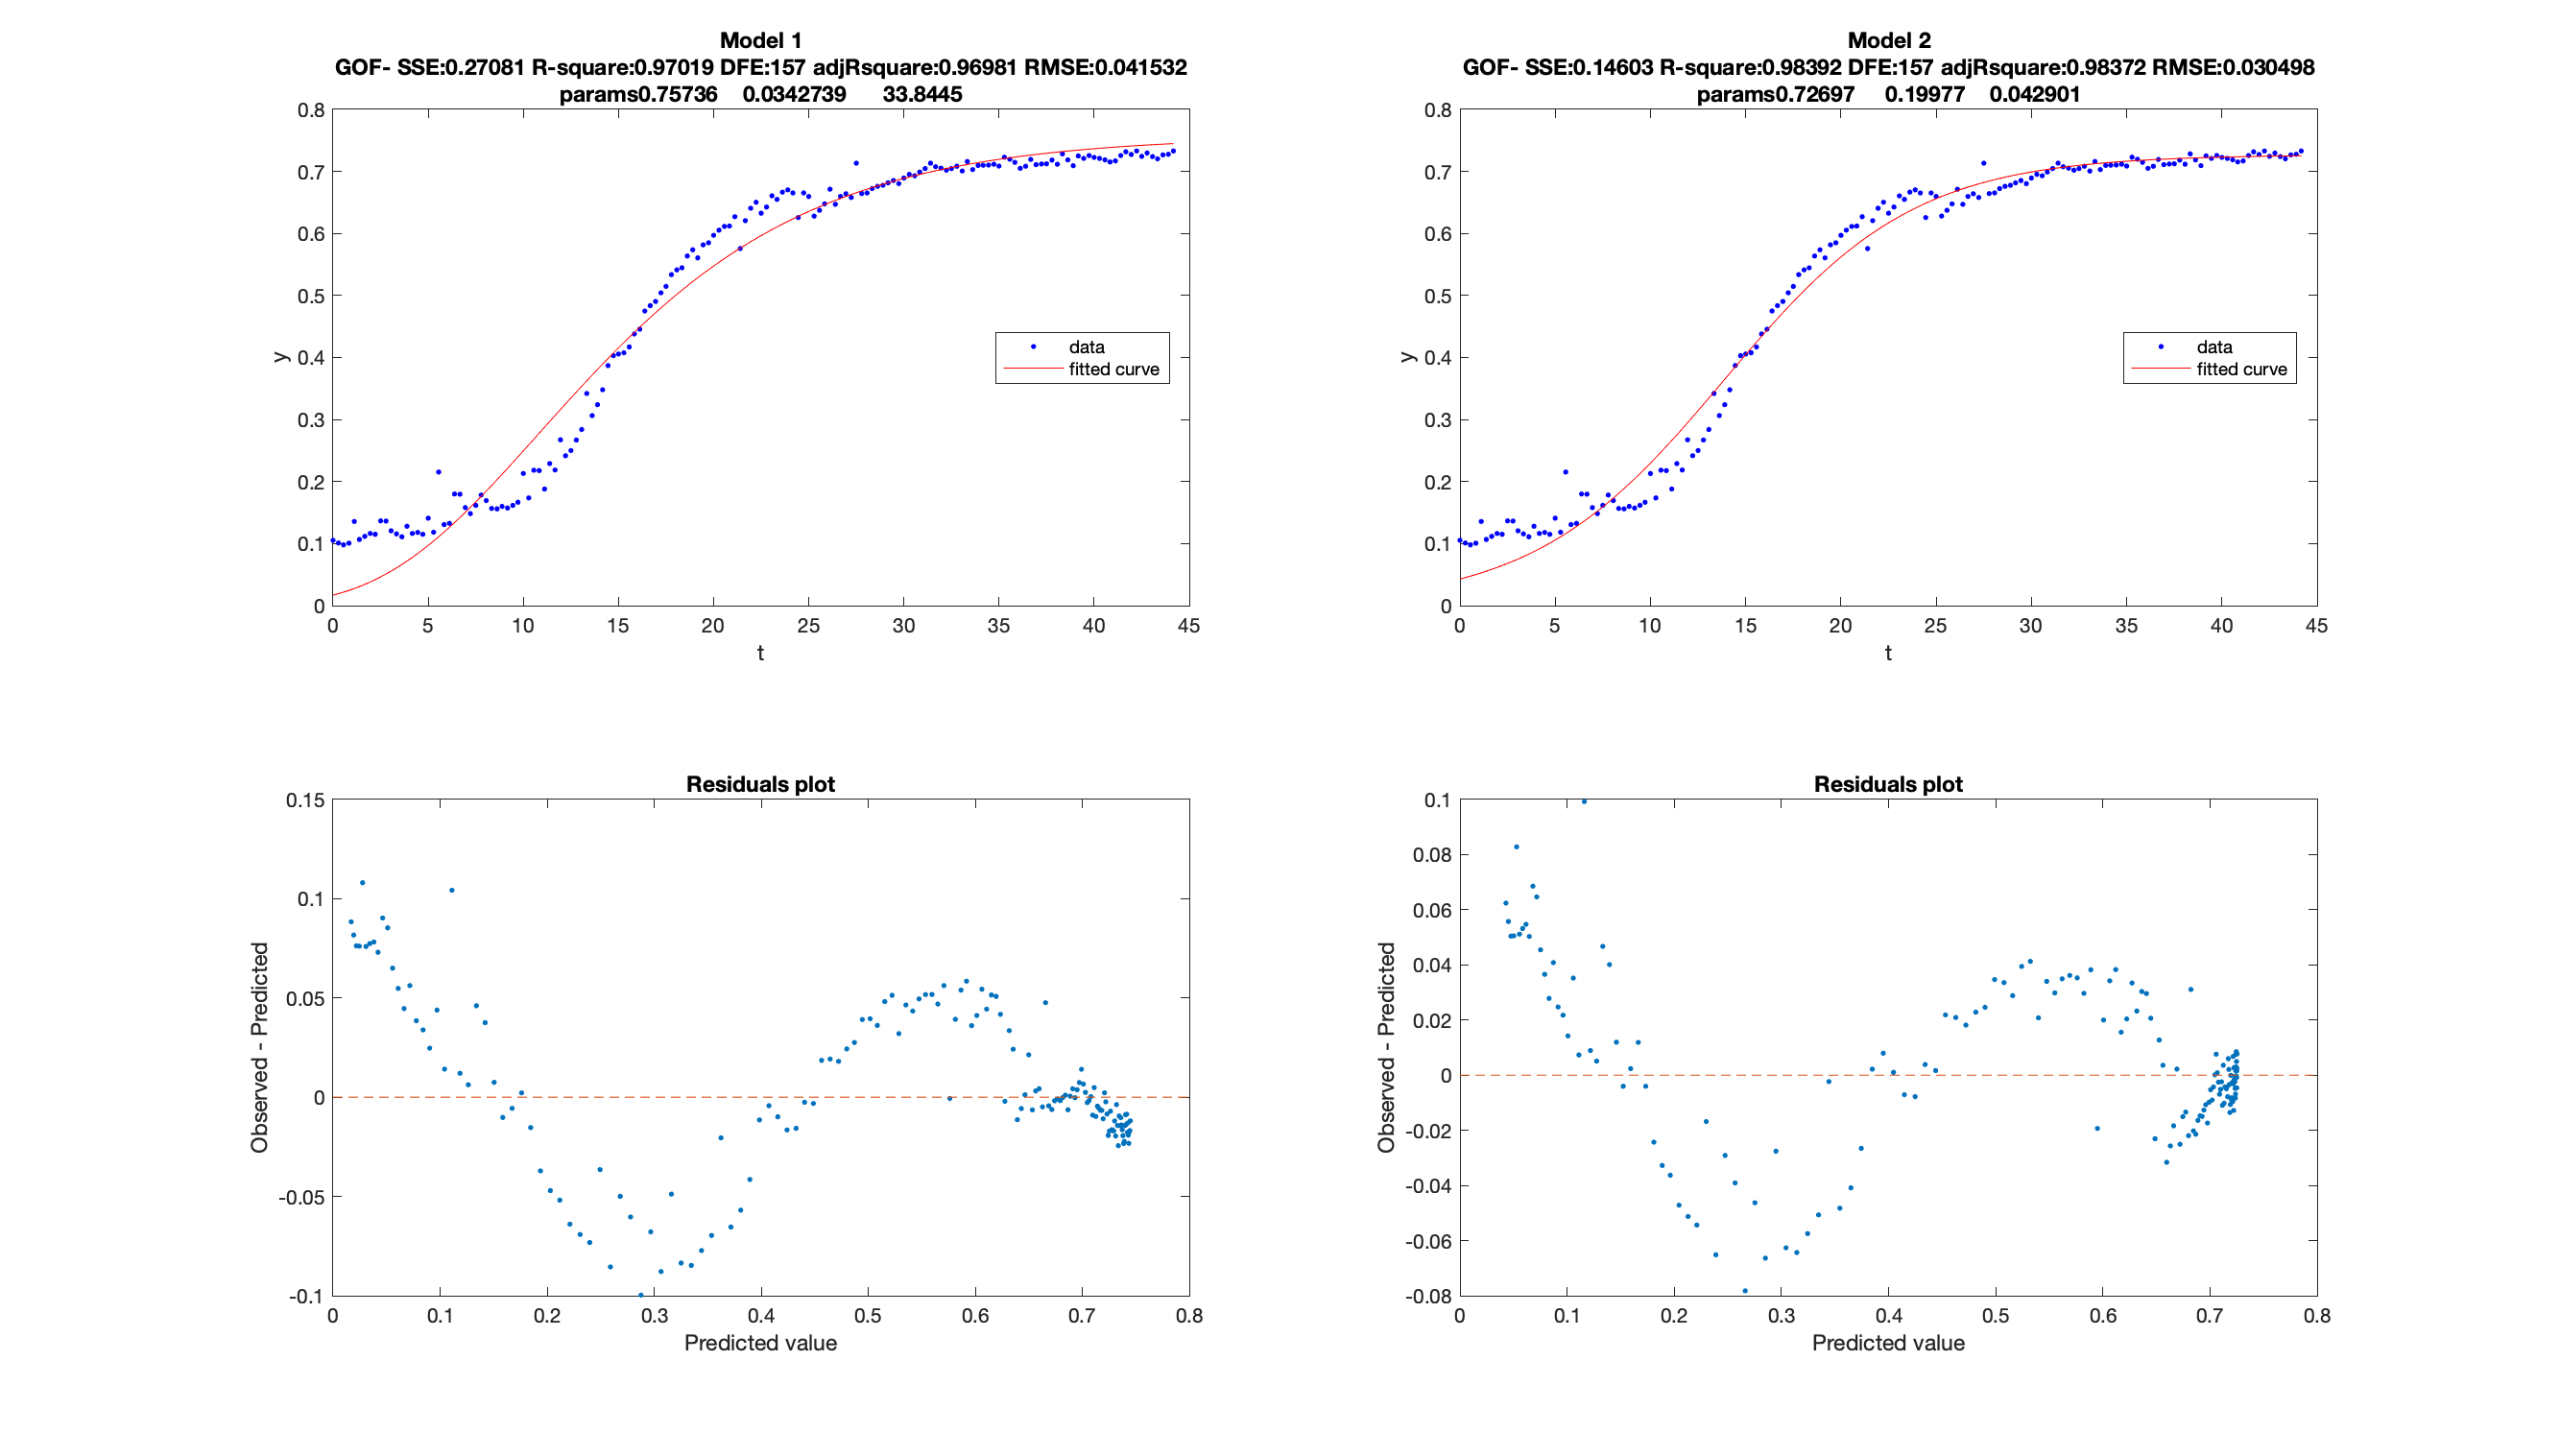 Model 1
GOF- SSE:0.27081 R-square:0.97019 DFE:157 adjRsquare:0.96981 RMSE:0.041532
params0.75736 0.0342739 33.8445
0.8
0.7
0.6
0.5
0.4
0.3
0.2
0.1
0
y
data
fitted curve
0 5 10 15 20 25 30 35 40 45
t
Model 2
GOF- SSE:0.14603 R-square:0.98392 DFE:157 adjRsquare:0.98372 RMSE:0.030498
params0.72697 0.19977 0.042901
0.8
0.7
0.6
0.5
0.4
0.3
0.2
0.1
0
y
data
fitted curve
0 5 10 15 20 25 30 35 40 45
t
Residuals plot
0.15
0.1
0.05
0
-0.05
-0.1
Observed - Predicted
0 0.1 0.2 0.3 0.4 0.5 0.6 0.7 0.8
Predicted value
Residuals plot
0.1
0.08
0.06
0.04
0.02
0
-0.02
-0.04
-0.06
-0.08
Observed - Predicted
0 0.1 0.2 0.3 0.4 0.5 0.6 0.7 0.8
Predicted value